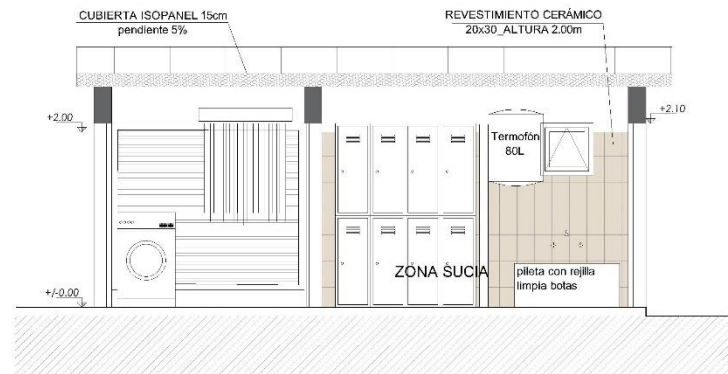 CUBIERTA ISOPANEL 15cm
pendiente 5%
REVESTIMIENTO CERÁMICO
20x30_ALTURA 2.00m
+2.00
+2.10
Termofón
80L
ZONA SUCIA
pileta con rejilla
limpia botas
+/-0.00